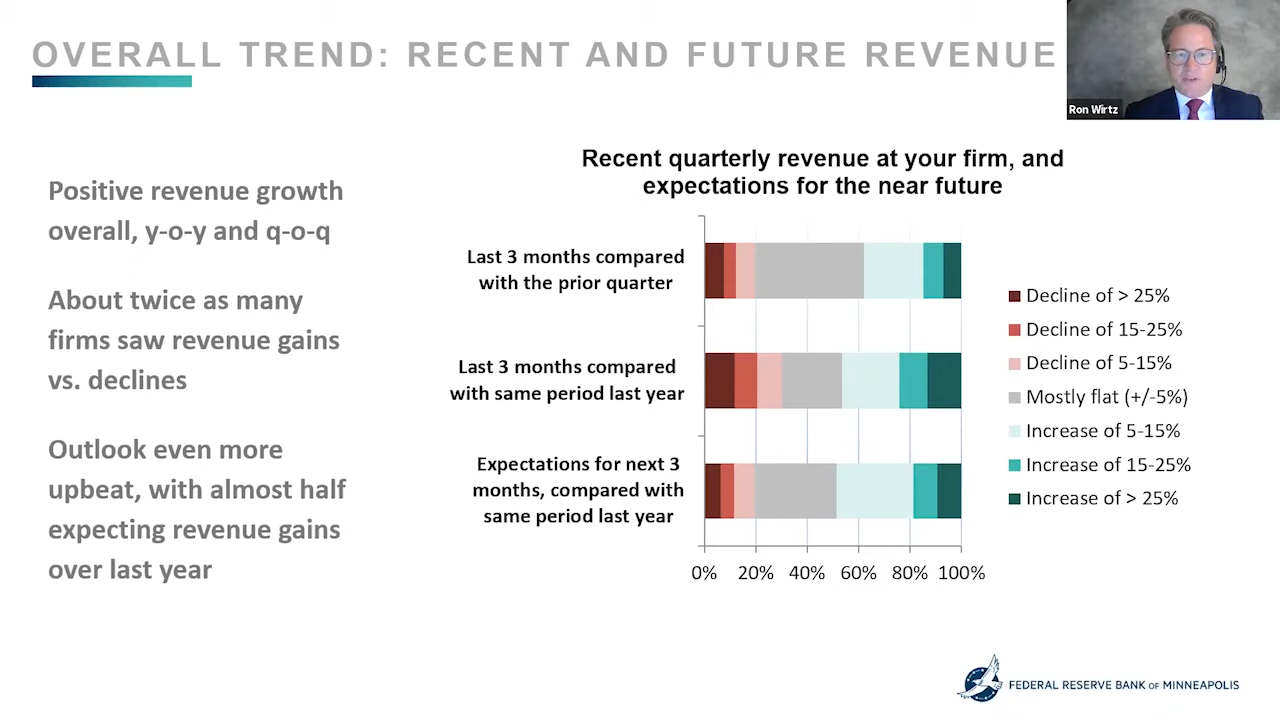 OVERALL TREND: RECENT AND FUTURE REVENUE
Ron Wirtz
Positive revenue growth
overall, y-o-y and q-o-q
About twice as many
firms saw revenue gains
vs. declines
Outlook even more
upbeat, with almost half
expecting revenue gains
over last year
Recent quarterly revenue at your firm, and
expectations for the near future
Last 3 months compared
with the prior quarter
Last 3 months compared
with same period last year
Expectations for next 3
months, compared with
same period last year
0% 20% 40% 60% 80% 100%
Decline of > 25%
Decline of 15-25%
Decline of 5-15%
Mostly flat (+/-5%)
Increase of 5-15%
Increase of 15-25%
Increase of > 25%
FEDERAL RESERVE BANK OF MINNEAPOLIS